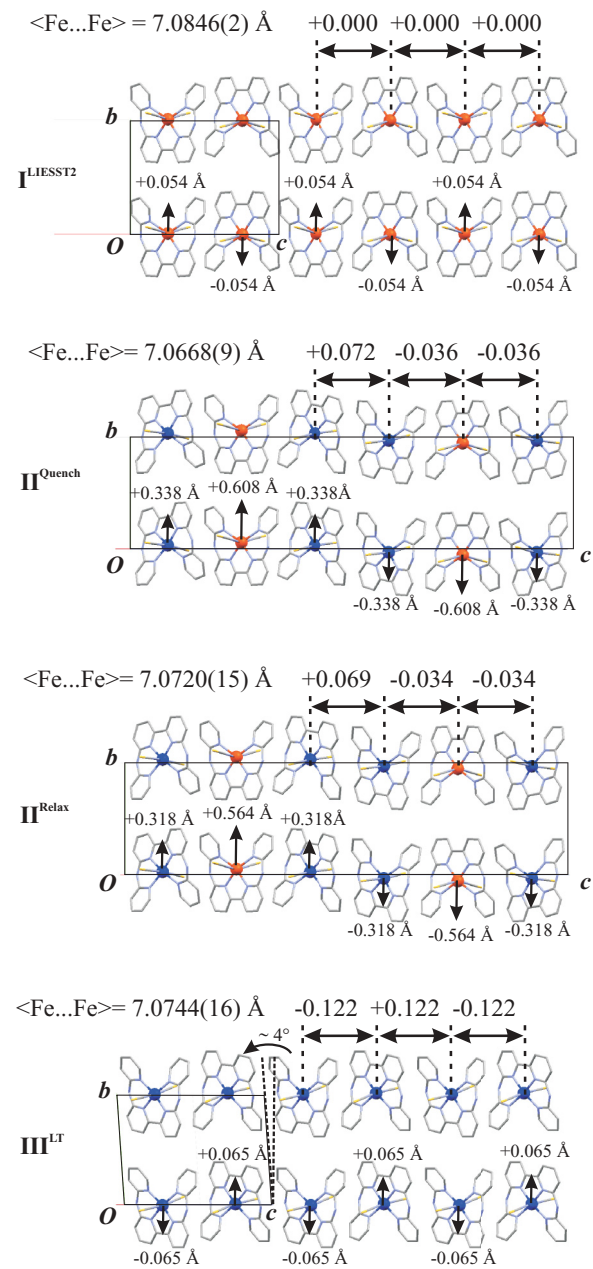 <Fe...Fe> = 7.0846(2) Å +0.000 +0.000 +0.000
b
I^LIESST2
+0.054 Å +0.054 Å +0.054 Å
O c
-0.054 Å -0.054 Å -0.054 Å
<Fe...Fe>= 7.0668(9) Å +0.072 -0.036 -0.036
b
II^Quench
+0.338 Å +0.608 Å +0.338Å
O c
-0.338 Å -0.608 Å -0.338 Å
<Fe...Fe>= 7.0720(15) Å +0.069 -0.034 -0.034
b
II^Relax
+0.318 Å +0.564 Å +0.318Å
O c
-0.318 Å -0.564 Å -0.318 Å
<Fe...Fe>= 7.0744(16) Å -0.122 +0.122 -0.122
~ 4°
b
III^LT
+0.065 Å +0.065 Å +0.065 Å
O c
-0.065 Å -0.065 Å -0.065 Å